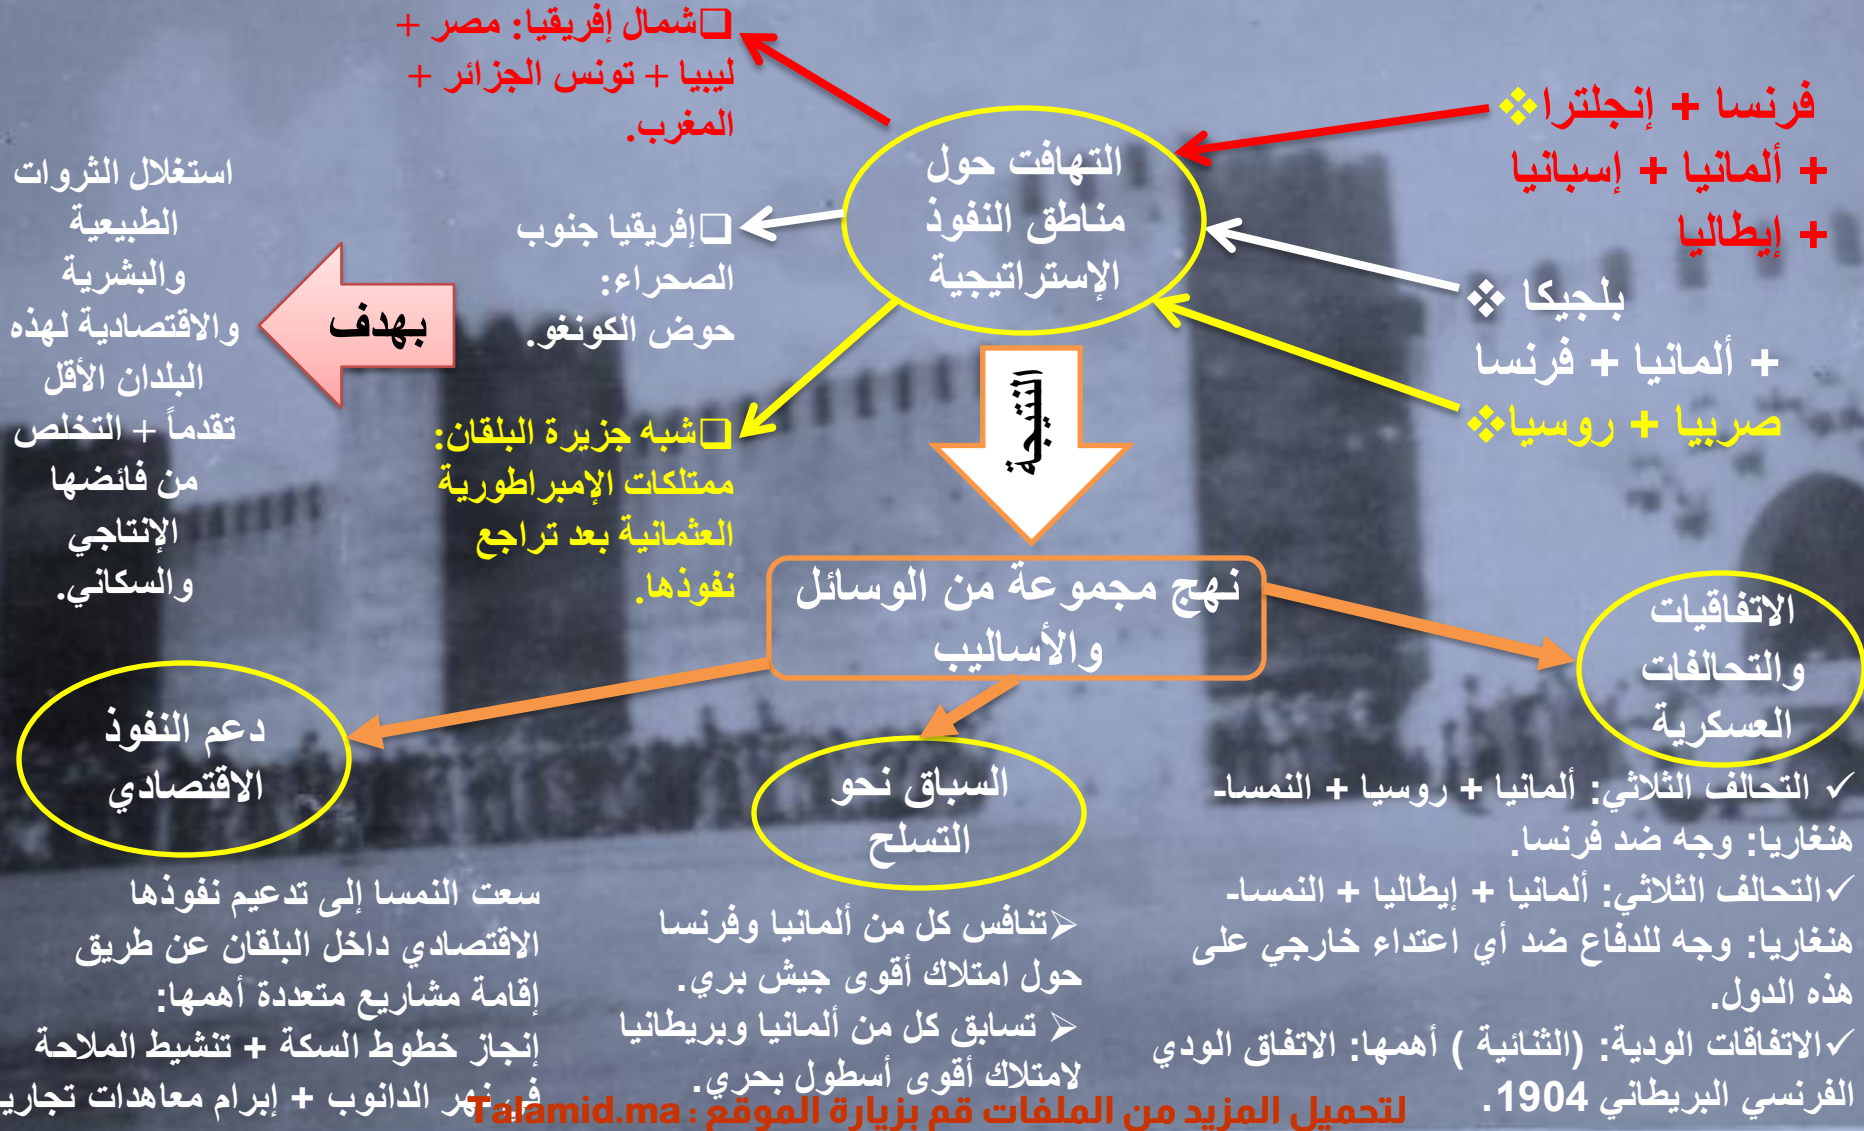 ❖فرنسا + إنجلترا
+ ألمانيا + إسبانيا
+ إيطاليا
❖ بلجيكا
+ ألمانيا + فرنسا
❖صربيا + روسيا
التهافت حول
مناطق النفوذ
الإستراتيجية
❑شمال إفريقيا: مصر +
ليبيا + تونس الجزائر +
المغرب.
❑إفريقيا جنوب
الصحراء:
حوض الكونغو.
❑شبه جزيرة البلقان:
ممتلكات الإمبراطورية
العثمانية بعد تراجع
نفوذها.
بهدف
استغلال الثروات
الطبيعية
والبشرية
والاقتصادية لهذه
البلدان الأقل
تقدماً + التخلص
من فائضها
الإنتاجي
والسكاني.
النتيجة
نهج مجموعة من الوسائل
والأساليب
الاتفاقيات
والتحالفات
العسكرية
✓ التحالف الثلاثي: ألمانيا + روسيا + النمسا-
هنغاريا: وجه ضد فرنسا.
✓التحالف الثلاثي: ألمانيا + إيطاليا + النمسا-
هنغاريا: وجه للدفاع ضد أي اعتداء خارجي على
هذه الدول.
✓الاتفاقات الودية: (الثنائية ) أهمها: الاتفاق الودي
الفرنسي البريطاني 1904.
السباق نحو
التسلح
➢تنافس كل من ألمانيا وفرنسا
حول امتلاك أقوى جيش بري.
➢ تسابق كل من ألمانيا وبريطانيا
لامتلاك أقوى أسطول بحري.
دعم النفوذ
الاقتصادي
سعت النمسا إلى تدعيم نفوذها
الاقتصادي داخل البلقان عن طريق
إقامة مشاريع متعددة أهمها:
إنجاز خطوط السكة + تنشيط الملاحة
في نهر الدانوب + إبرام معاهدات تجاري
لتحميل المزيد من الملفات قم بزيارة الموقع : Talamid.ma